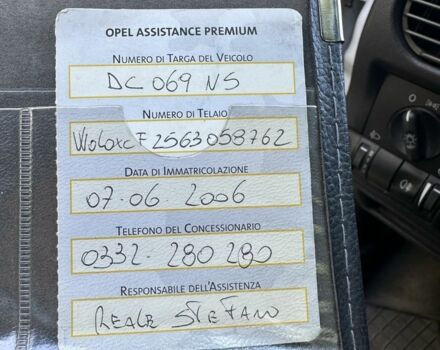 OPEL ASSISTANCE PREMIUM
NUMERO DI TARGA DEL VEICOLO
DC 069 NS
NUMERO DI TELAIO
W0L0XCF2563058762
DATA DI IMMATRICOLAZIONE
07.06 2006
TELEFONO DEL CONCESSIONARIO
0332-280 280
RESPONSABILE DELL'ASSISTENZA
REALE STEFANO